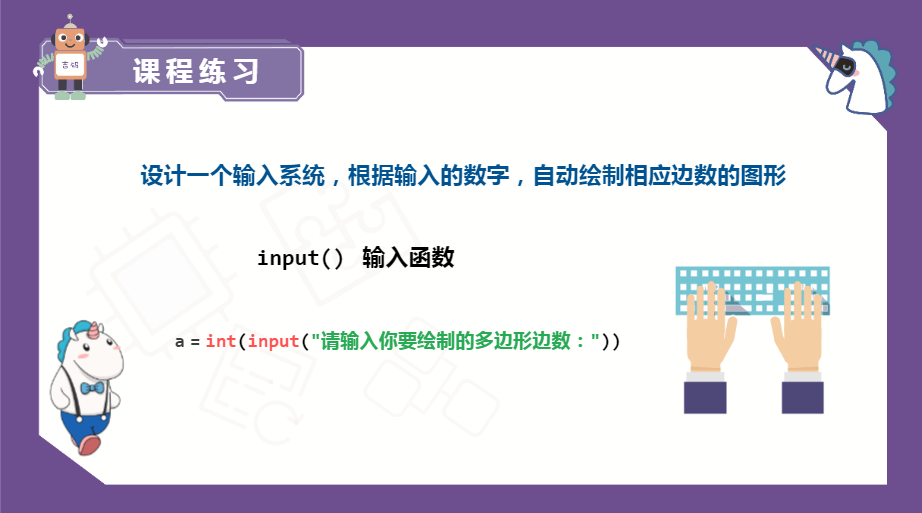 课程练习
设计一个输入系统，根据输入的数字，自动绘制相应边数的图形
input() 输入函数
a = int(input("请输入你要绘制的多边形边数："))